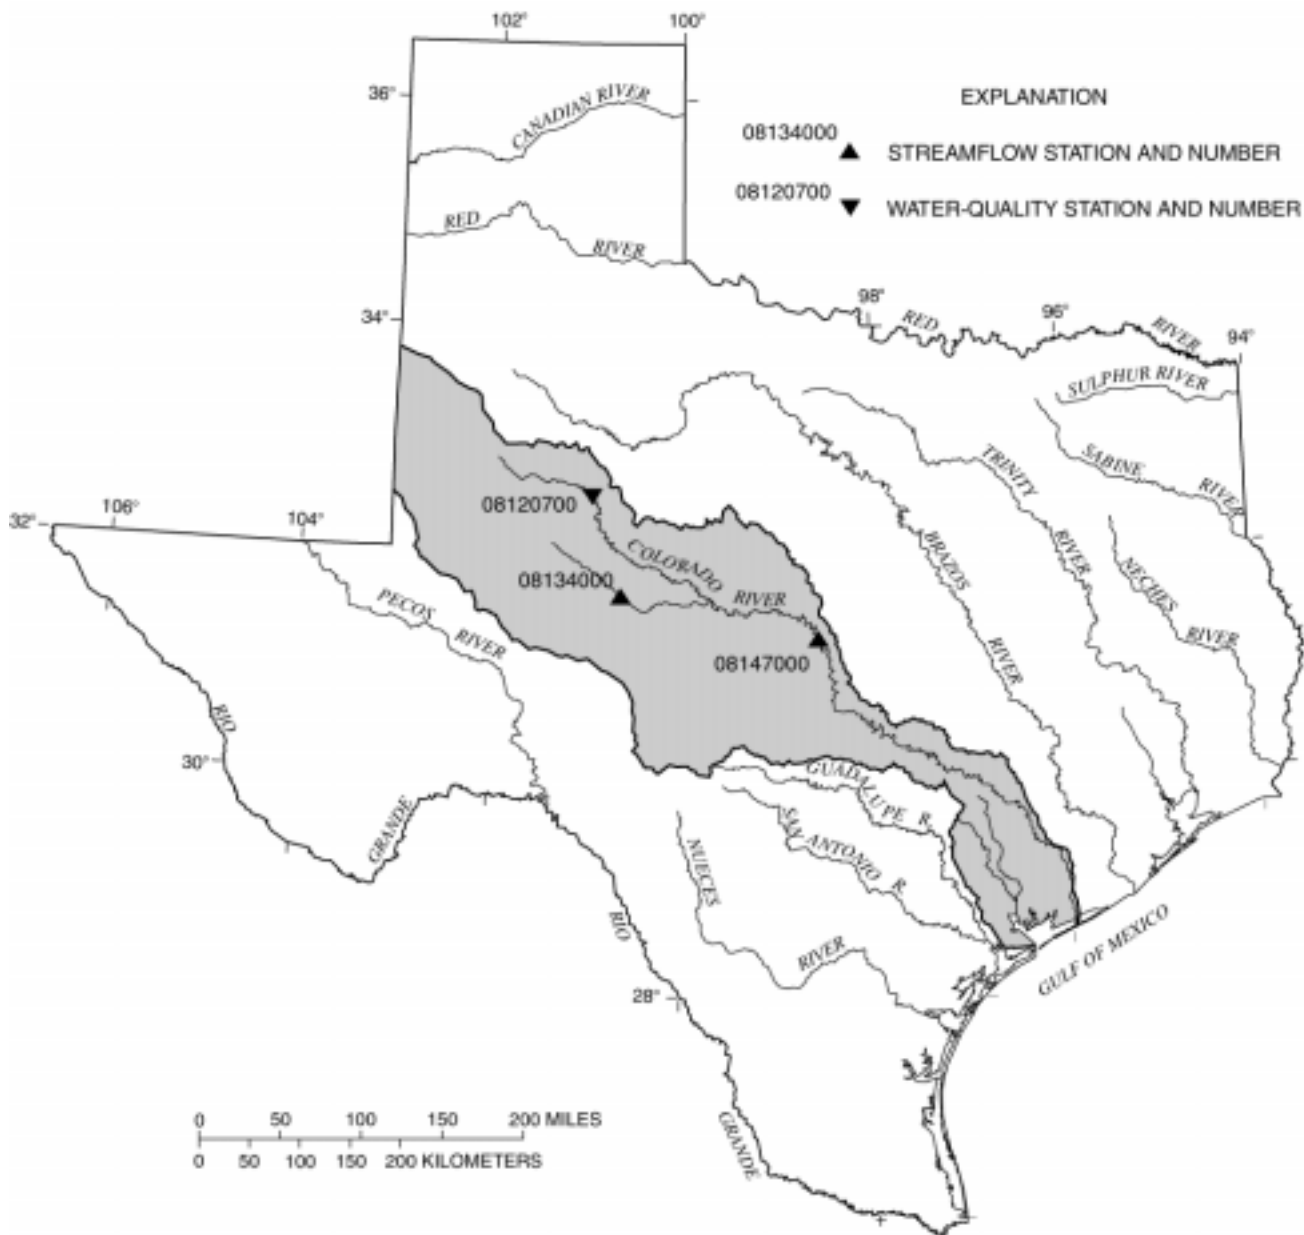 102°
100°
36°
CANADIAN RIVER
EXPLANATION
08134000
STREAMFLOW STATION AND NUMBER
08120700
WATER-QUALITY STATION AND NUMBER
RED
RIVER
34°
98°
RED
96°
RIVER
94°
SULPHUR RIVER
SABINE
RIVER
TRINITY
RIVER
32°
106°
104°
08120700
COLORADO
RIVER
08134000
08147000
BRAZOS
RIVER
NECHES
RIVER
PECOS
RIVER
RIO
30°
GRANDE
GUADALUPE R.
SAN ANTONIO R.
NUECES
RIVER
RIO
28°
GULF OF MEXICO
GRANDE
0 50 100 150 200 MILES
0 50 100 150 200 KILOMETERS